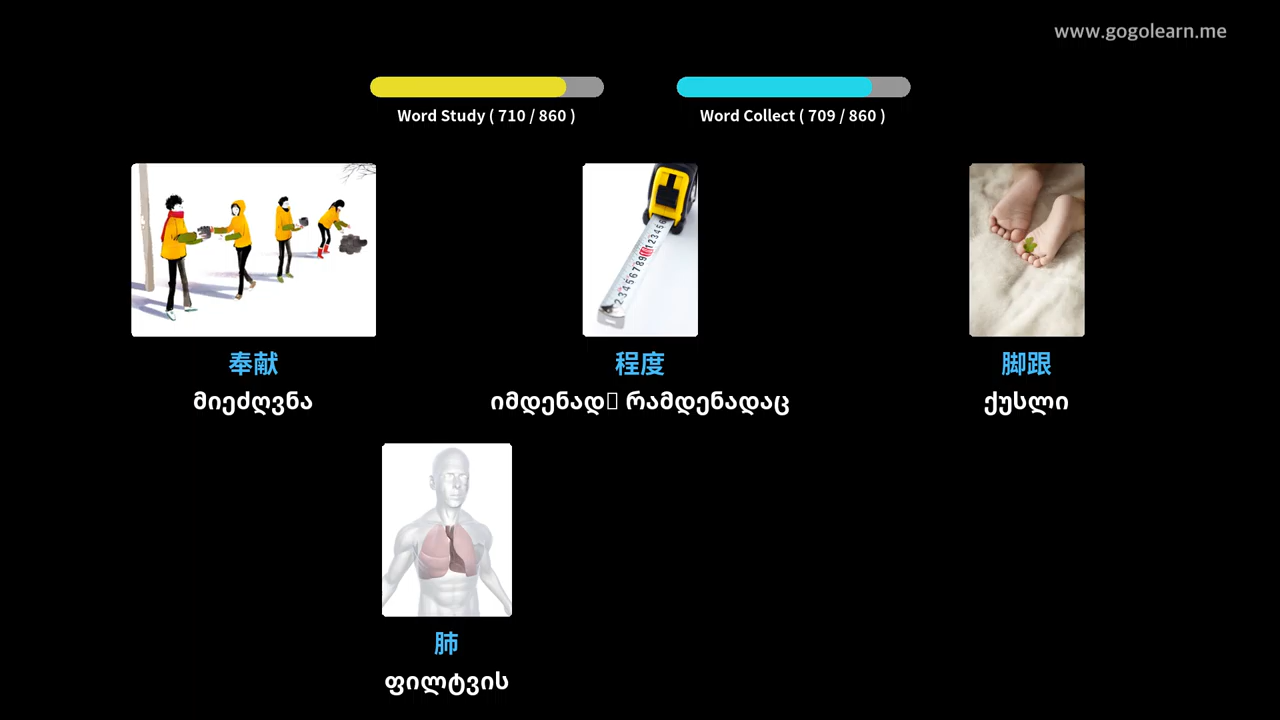 www.gogolearn.me
Word Study ( 710 / 860 )
Word Collect ( 709 / 860 )
奉献
მიეძღვნა
程度
იმდენად▯ რამდენადაც
脚跟
ქუსლი
肺
ფილტვის